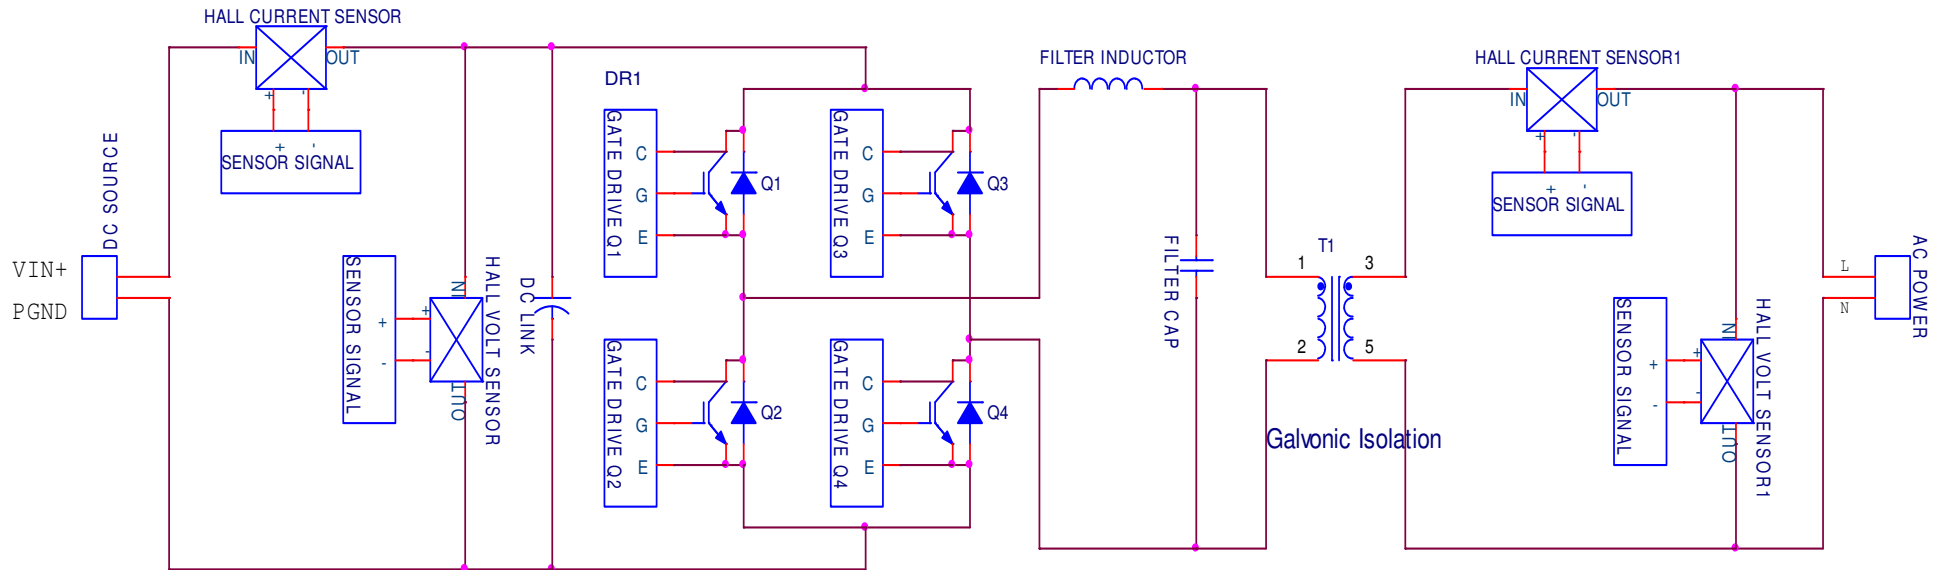 HALL CURRENT SENSOR
IN
OUT
+
-
+
-
SENSOR SIGNAL
DC SOURCE
VIN+
PGND
SENSOR SIGNAL
+
-
+
-
IN
OUT
HALL VOLT SENSOR
DC LINK
DR1
GATE DRIVE Q1
C
G
E
Q1
GATE DRIVE Q3
C
G
E
Q3
GATE DRIVE Q2
C
G
E
Q2
GATE DRIVE Q4
C
G
E
Q4
FILTER INDUCTOR
FILTER CAP
T1
1
3
2
5
Galvonic Isolation
HALL CURRENT SENSOR1
IN
OUT
+
-
+
-
SENSOR SIGNAL
SENSOR SIGNAL
+
-
+
-
IN
OUT
HALL VOLT SENSOR1
L
N
AC POWER